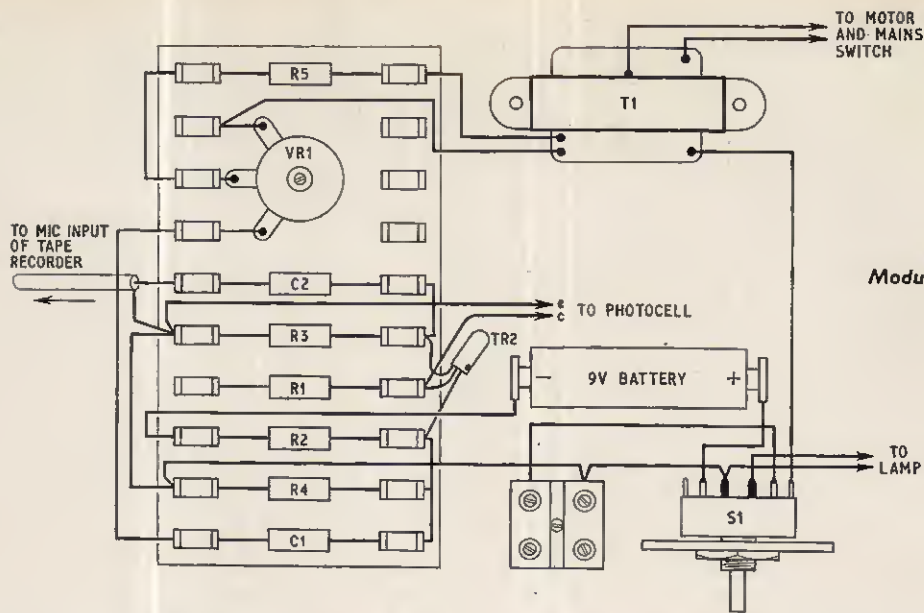 TO MOTOR
AND MAINS
SWITCH
R5
T1
VR1
TO MIC INPUT
OF TAPE
RECORDER
C2
Modu
e
c
TO PHOTOCELL
R3
TR2
R1
- 9V BATTERY +
R2
TO
LAMP
R4
S1
C1